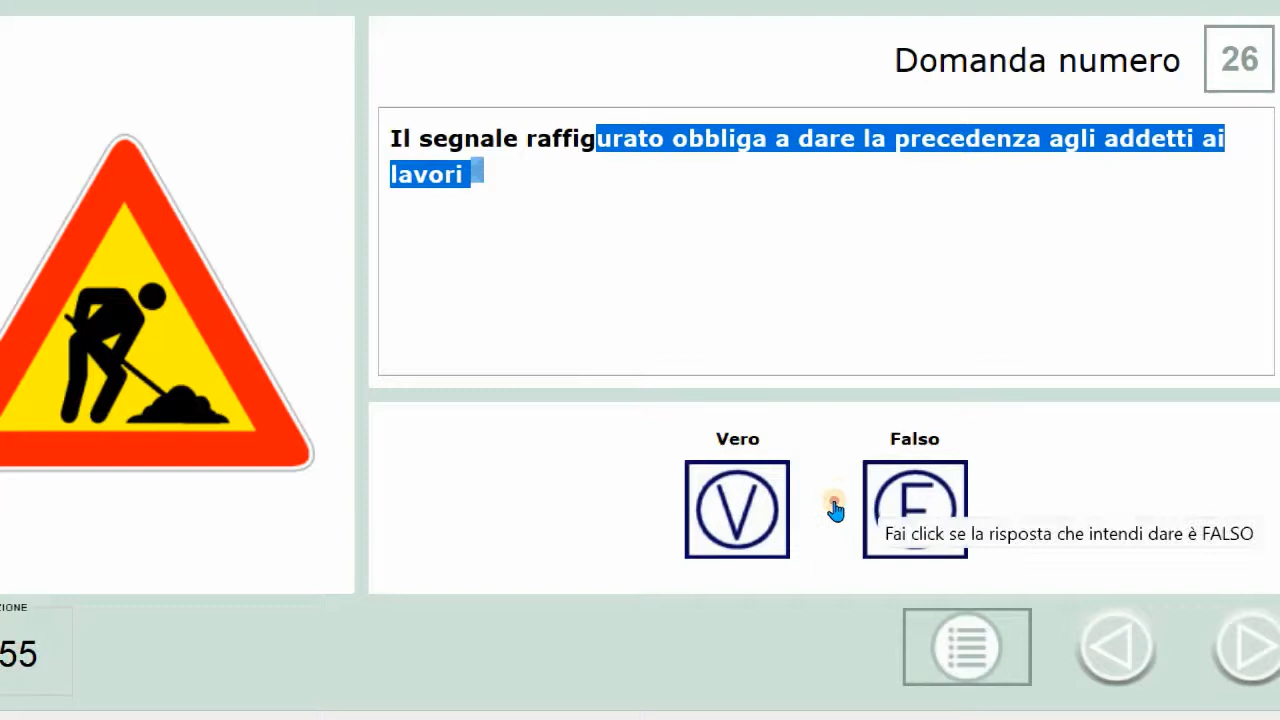 Domanda numero 26
Il segnale raffigurato obbliga a dare la precedenza agli addetti ai
lavori
Vero Falso
V F
Fai click se la risposta che intendi dare è FALSO
ZIONE
55